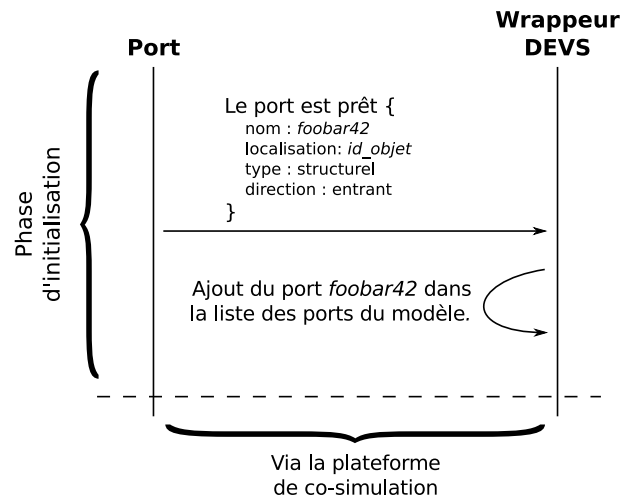 Port
Wrappeur
DEVS
Le port est prêt {
nom : foobar42
localisation: id_objet
type : structurel
direction : entrant
}
Phase
d'initialisation
Ajout du port foobar42 dans
la liste des ports du modèle.
Via la plateforme
de co-simulation